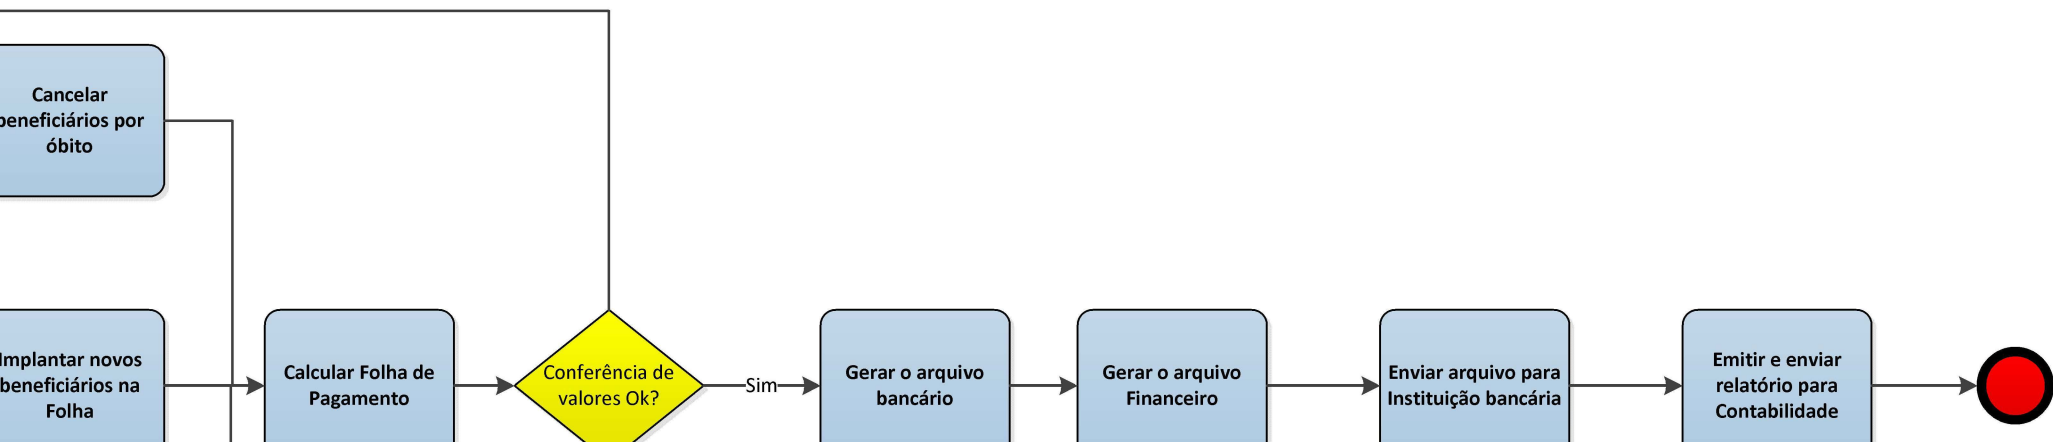 Cancelar
beneficiários por
óbito
Implantar novos
beneficiários na
Folha
Calcular Folha de
Pagamento
Conferência de
valores Ok?
Sim
Gerar o arquivo
bancário
Gerar o arquivo
Financeiro
Enviar arquivo para
Instituição bancária
Emitir e enviar
relatório para
Contabilidade